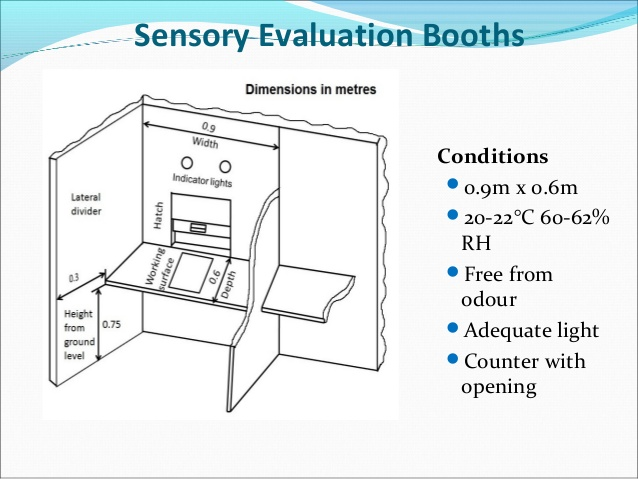 Sensory Evaluation Booths
Dimensions in metres
0.9
Width
Indicator lights
Lateral
divider
Hatch
Working
surface
0.6
Depth
0.3
Height
from
ground
level
0.75
Conditions
0.9m x 0.6m
20-22°C 60-62%
RH
Free from
odour
Adequate light
Counter with
opening